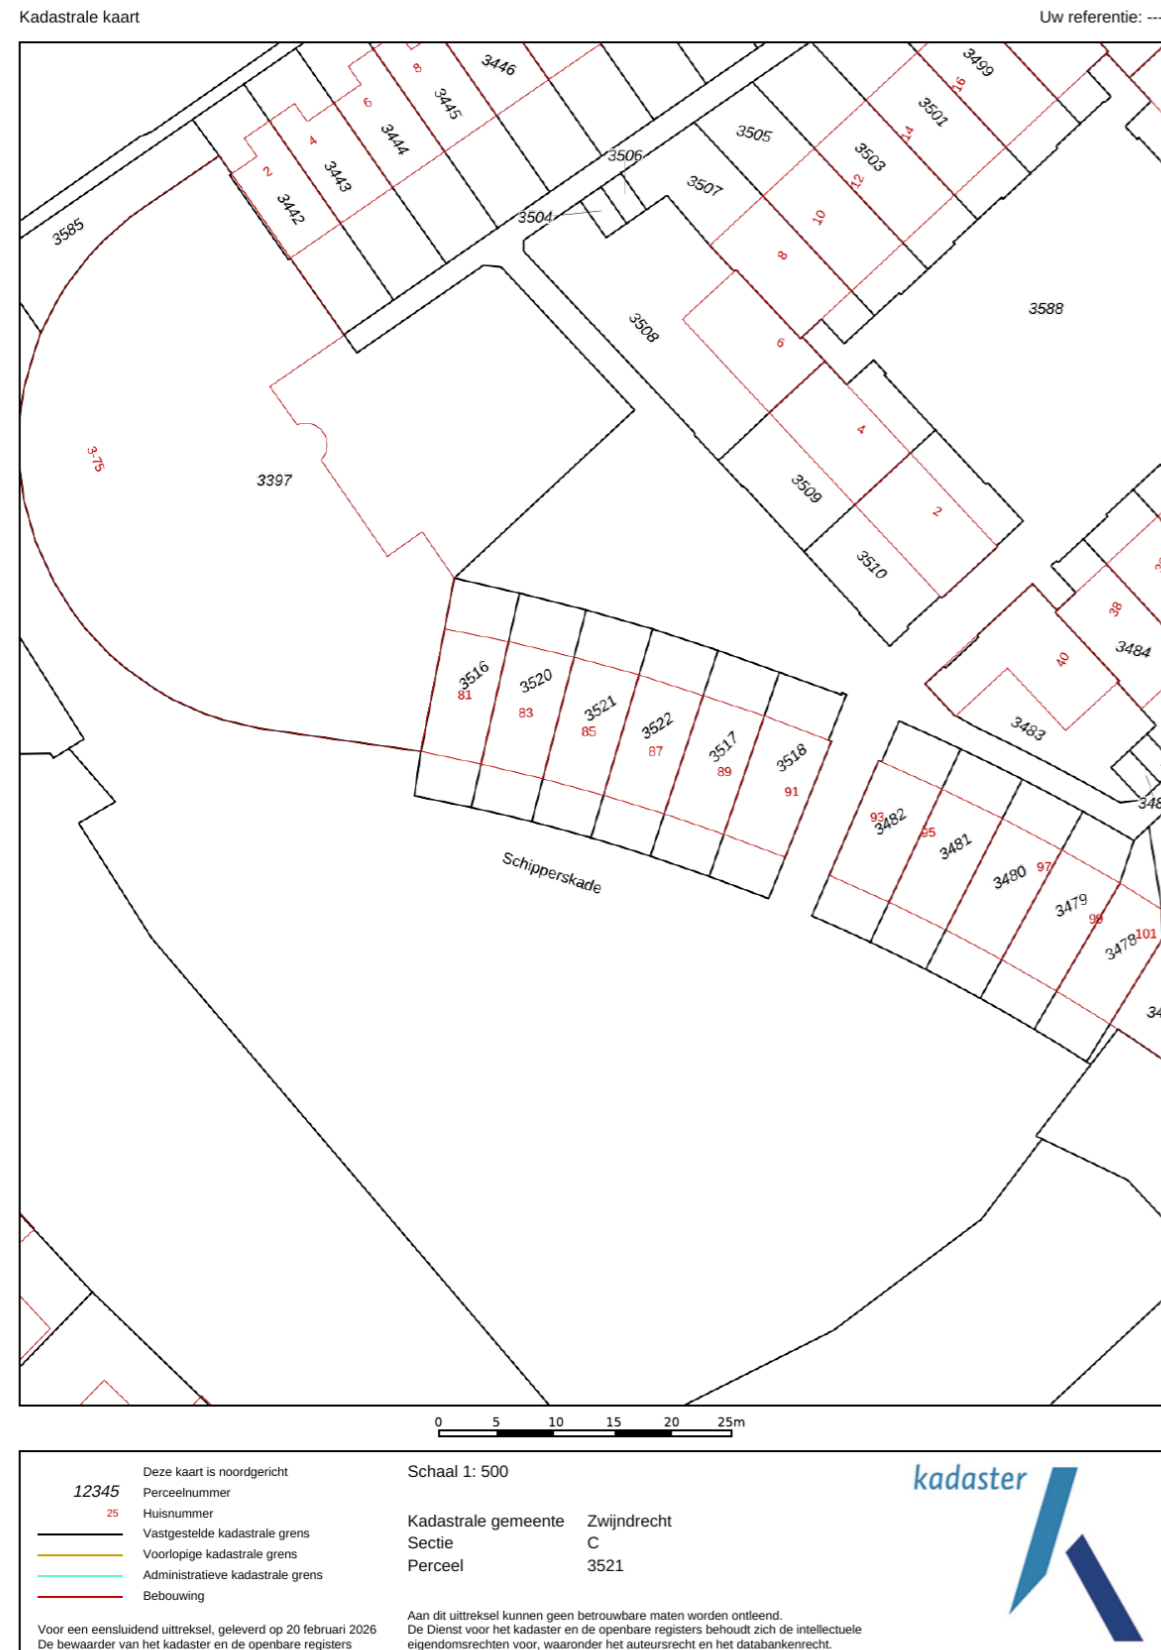 Kadastrale kaart
Uw referentie: ---
3446
8
3445
6
3444
4
3443
2
3442
3585
3499
16
3501
14
3505
3503
12
3506
3507
10
3504
8
3508
6
3588
4
3509
2
3510
3-75
3397
38
3484
40
3483
3516
81
3520
83
3521
85
3522
87
3517
89
3518
91
93
3482
95
3481
97
3480
3479
99
3478
101
Schipperskade
0 5 10 15 20 25m
Deze kaart is noordgericht
12345 Perceelnummer
25 Huisnummer
Vastgestelde kadastrale grens
Voorlopige kadastrale grens
Administratieve kadastrale grens
Bebouwing
Voor een eensluidend uittreksel, geleverd op 20 februari 2026
De bewaarder van het kadaster en de openbare registers
Schaal 1: 500
Kadastrale gemeente Zwijndrecht
Sectie C
Perceel 3521
Aan dit uittreksel kunnen geen betrouwbare maten worden ontleend.
De Dienst voor het kadaster en de openbare registers behoudt zich de intellectuele
eigendomsrechten voor, waaronder het auteursrecht en het databankenrecht.
kadaster